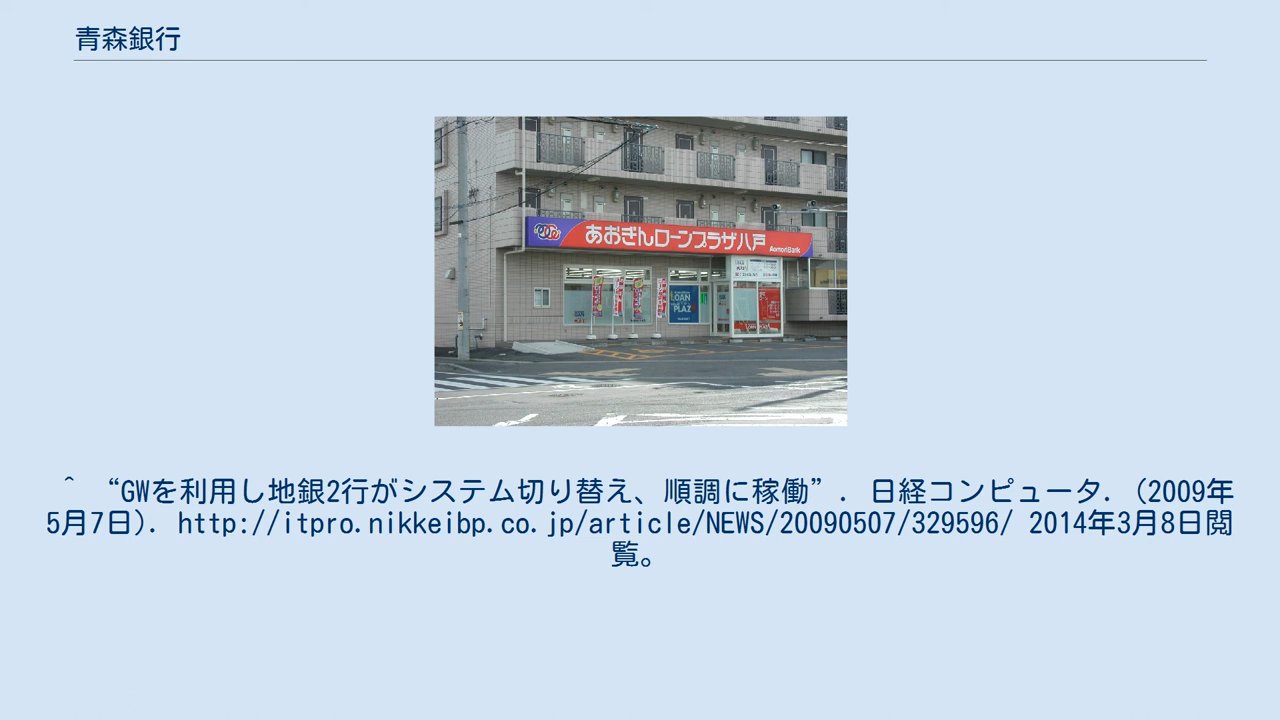 青森銀行
あおぎんローンプラザ八戸
AomoriBank
LOAN
PLAZA
^ “GWを利用し地銀2行がシステム切り替え、順調に稼働”. 日経コンピュータ. (2009年
5月7日). http://itpro.nikkeibp.co.jp/article/NEWS/20090507/329596/ 2014年3月8日閲
覧。